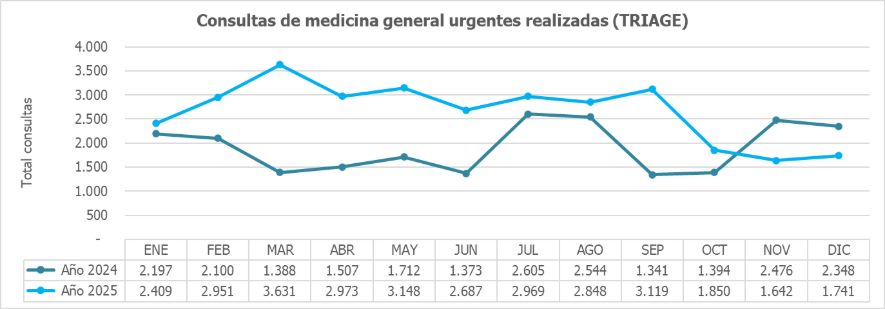 Consultas de medicina general urgentes realizadas (TRIAGE)
Total consultas
4.000
3.500
3.000
2.500
2.000
1.500
1.000
500
-
ENE FEB MAR ABR MAY JUN JUL AGO SEP OCT NOV DIC
Año 2024 2.197 2.100 1.388 1.507 1.712 1.373 2.605 2.544 1.341 1.394 2.476 2.348
Año 2025 2.409 2.951 3.631 2.973 3.148 2.687 2.969 2.848 3.119 1.850 1.642 1.741